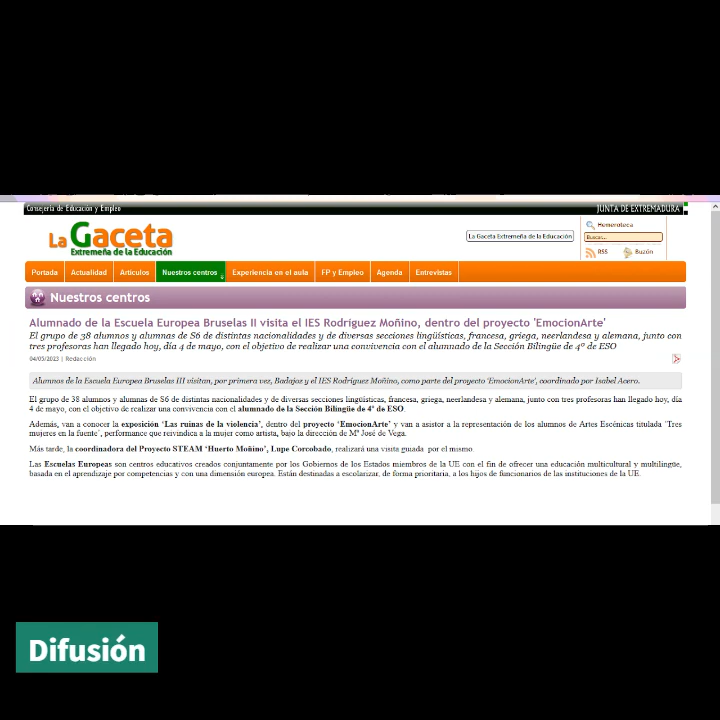 Consejería de Educación y Empleo
JUNTA DE EXTREMADURA
La Gaceta
Extremeña de la Educación
La Gaceta Extremeña de la Educación
Hemeroteca
Buscar...
RSS Buzón
Portada Actualidad Artículos Nuestros centros Experiencia en el aula FP y Empleo Agenda Entrevistas
Nuestros centros
Alumnado de la Escuela Europea Bruselas II visita el IES Rodríguez Moñino, dentro del proyecto 'EmocionArte'
El grupo de 38 alumnos y alumnas de S6 de distintas nacionalidades y de diversas secciones lingüísticas, francesa, griega, neerlandesa y alemana, junto con
tres profesoras han llegado hoy, día 4 de mayo, con el objetivo de realizar una convivencia con el alumnado de la Sección Bilingüe de 4º de ESO
04/05/2023 | Redacción
Alumnos de la Escuela Europea Bruselas III visitan, por primera vez, Badajoz y el IES Rodríguez Moñino, como parte del proyecto 'EmocionArte', coordinado por Isabel Acero.
El grupo de 38 alumnos y alumnas de S6 de distintas nacionalidades y de diversas secciones lingüísticas, francesa, griega, neerlandesa y alemana, junto con tres profesoras han llegado hoy, día
4 de mayo, con el objetivo de realizar una convivencia con el alumnado de la Sección Bilingüe de 4º de ESO.
Además, van a conocer la exposición 'Las ruinas de la violencia', dentro del proyecto 'EmocionArte' y van a asistir a la representación de los alumnos de Artes Escénicas titulada 'Tres
mujeres en la fuente', performance que reivindica a la mujer como artista, bajo la dirección de Mª José de Vega.
Más tarde, la coordinadora del Proyecto STEAM 'Huerto Moñino', Lupe Corcobado, realizará una visita guada por el mismo.
Las Escuelas Europeas son centros educativos creados conjuntamente por los Gobiernos de los Estados miembros de la UE con el fin de ofrecer una educación multicultural y multilingüe,
basada en el aprendizaje por competencias y con una dimensión europea. Están destinadas a escolarizar, de forma prioritaria, a los hijos de funcionarios de las instituciones de la UE.
Difusión